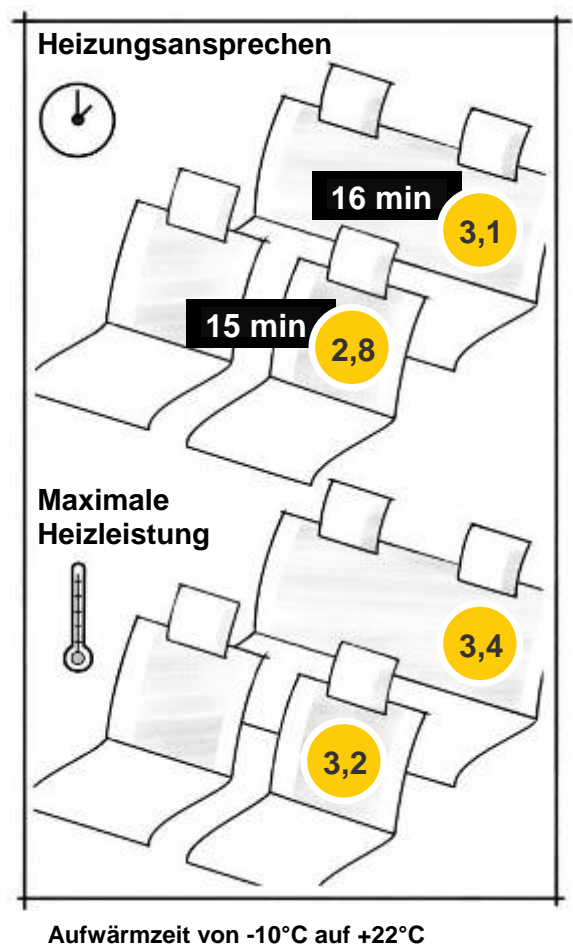 Heizungsansprechen
16 min
3,1
15 min
2,8
Maximale
Heizleistung
3,4
3,2
Aufwärmzeit von -10°C auf +22°C